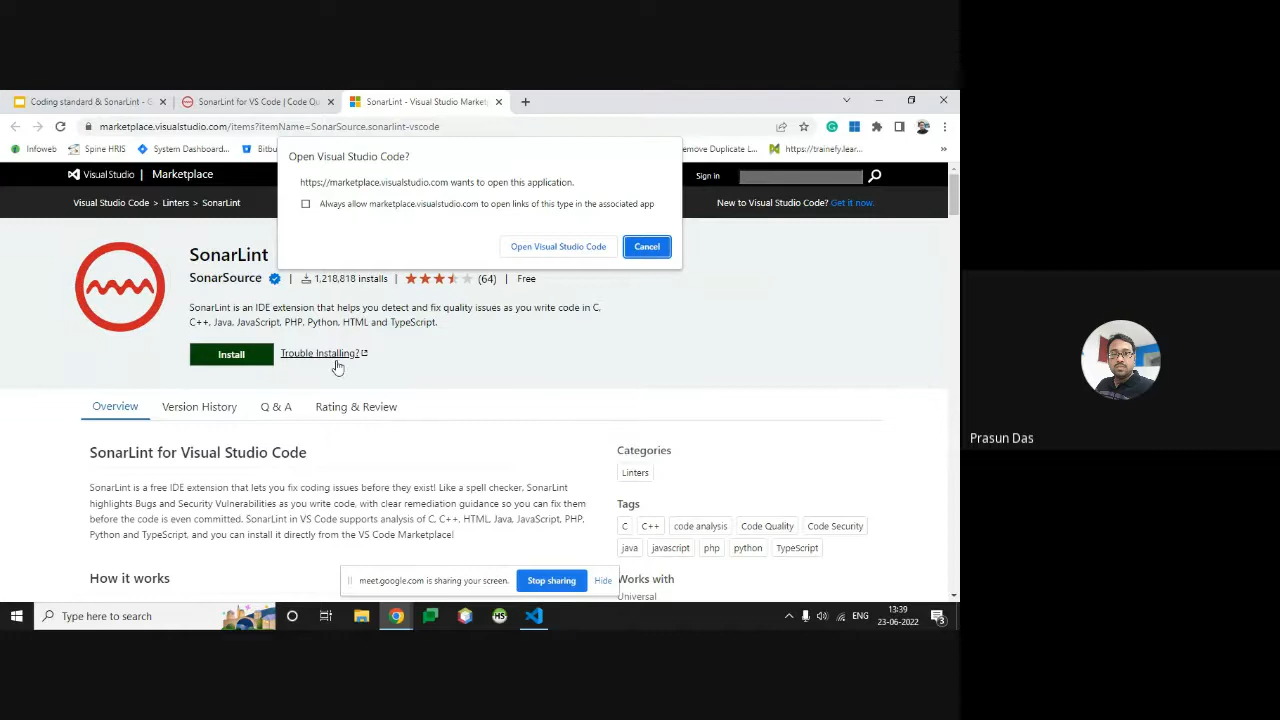 Coding standard & SonarLint - G
SonarLint for VS Code | Code Qu
SonarLint - Visual Studio Market
marketplace.visualstudio.com/items?itemName=SonarSource.sonarlint-vscode
Infoweb
Spine HRIS
System Dashboard...
Bitbu
emove Duplicate L...
https://trainefy.lear...
»
Open Visual Studio Code?
https://marketplace.visualstudio.com wants to open this application.
Always allow marketplace.visualstudio.com to open links of this type in the associated app
Open Visual Studio Code
Cancel
Visual Studio | Marketplace
Sign in
Visual Studio Code > Linters > SonarLint
New to Visual Studio Code? Get it now.
SonarLint
SonarSource | 1,218,818 installs | (64) | Free
SonarLint is an IDE extension that helps you detect and fix quality issues as you write code in C,
C++, Java, JavaScript, PHP, Python, HTML and TypeScript.
Install
Trouble Installing?
Overview
Version History
Q & A
Rating & Review
SonarLint for Visual Studio Code
SonarLint is a free IDE extension that lets you fix coding issues before they exist! Like a spell checker, SonarLint
highlights Bugs and Security Vulnerabilities as you write code, with clear remediation guidance so you can fix them
before the code is even committed. SonarLint in VS Code supports analysis of C, C++, HTML, Java, JavaScript, PHP,
Python and TypeScript, and you can install it directly from the VS Code Marketplace!
How it works
Categories
Linters
Tags
C
C++
code analysis
Code Quality
Code Security
java
javascript
php
python
TypeScript
Works with
Universal
meet.google.com is sharing your screen.
Stop sharing
Hide
Type here to search
HS
ENG
13:39
23-06-2022
3
Prasun Das